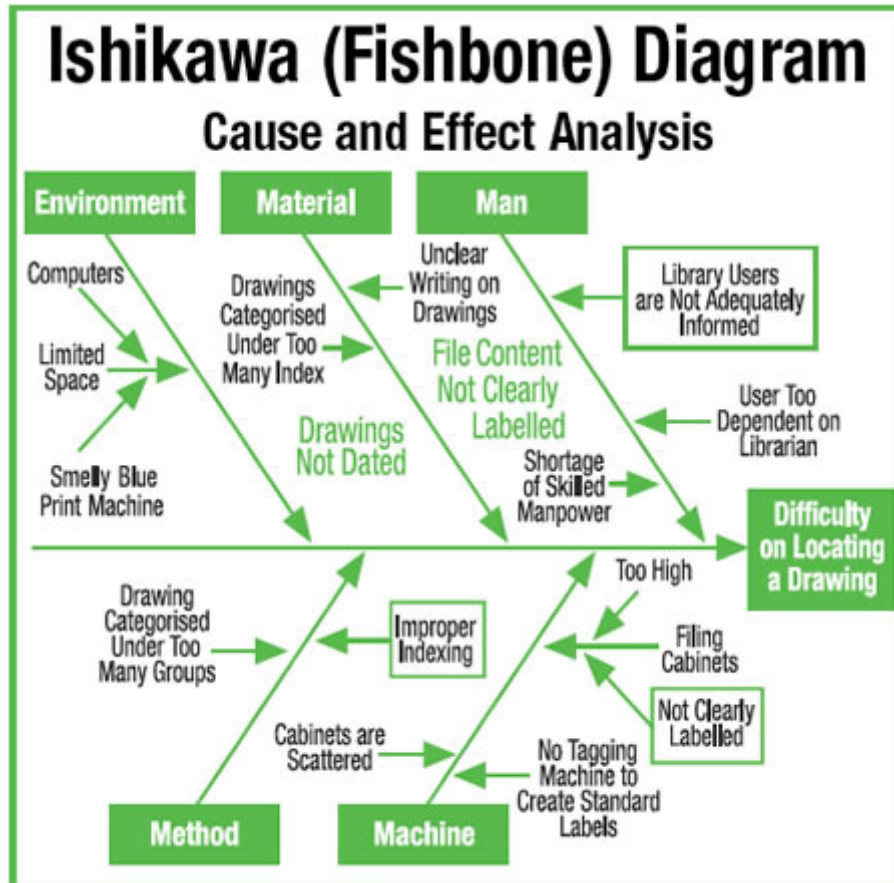 Ishikawa (Fishbone) Diagram
Cause and Effect Analysis
Environment
Material
Man
Computers
Limited
Space
Smelly Blue
Print Machine
Drawings
Categorised
Under Too
Many Index
Unclear
Writing on
Drawings
Drawings
Not Dated
File Content
Not Clearly
Labelled
Library Users
are Not Adequately
Informed
User Too
Dependent on
Librarian
Shortage
of Skilled
Manpower
Difficulty
on Locating
a Drawing
Drawing
Categorised
Under Too
Many Groups
Improper
Indexing
Too High
Filing
Cabinets
Not Clearly
Labelled
Cabinets are
Scattered
No Tagging
Machine to
Create Standard
Labels
Method
Machine